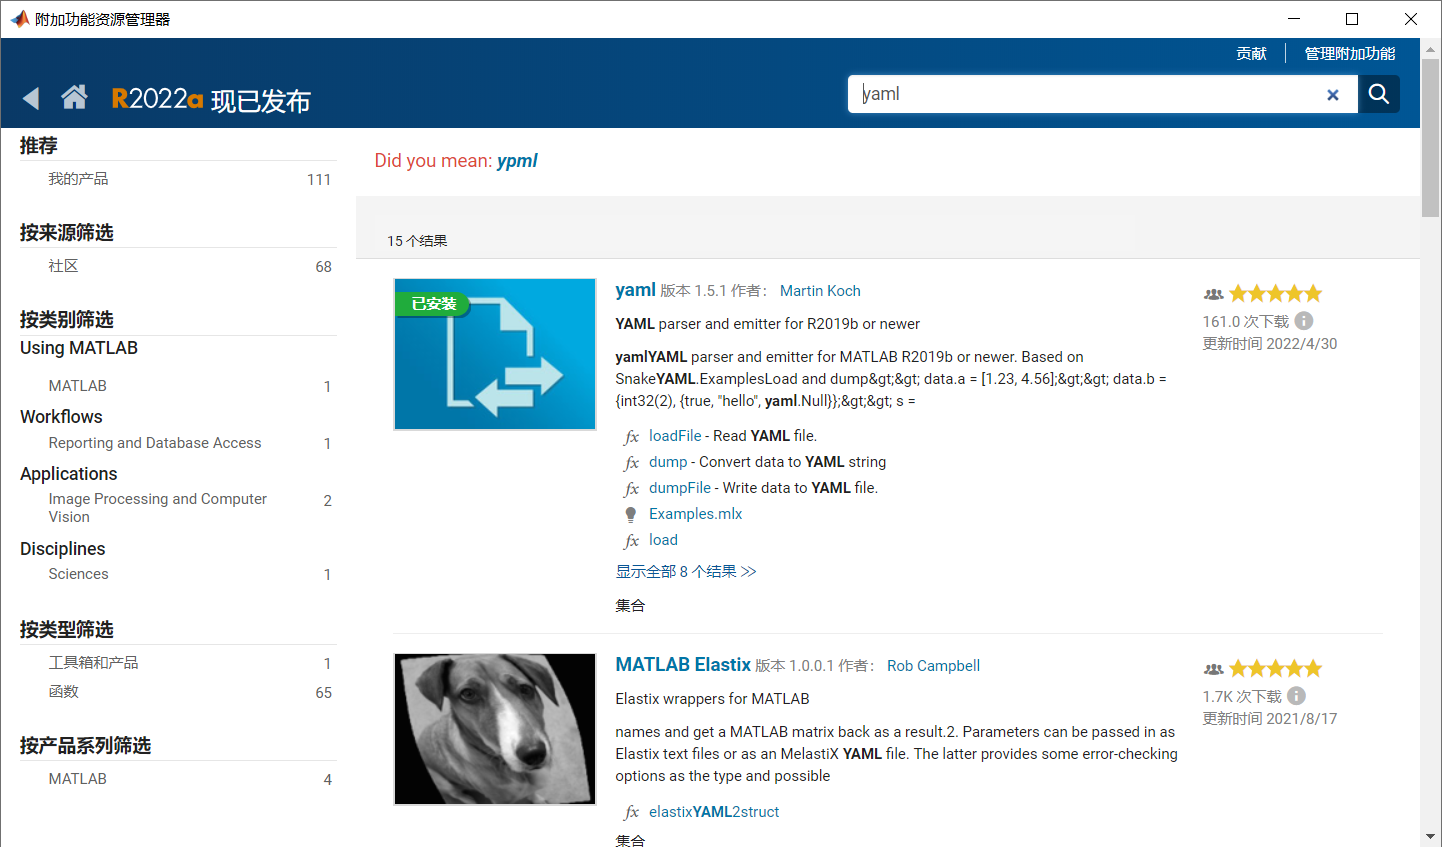 附加功能资源管理器
贡献 管理附加功能
R2022a 现已发布
yaml
推荐
我的产品 111
按来源筛选
社区 68
按类别筛选
Using MATLAB
MATLAB 1
Workflows
Reporting and Database Access 1
Applications
Image Processing and Computer Vision 2
Disciplines
Sciences 1
按类型筛选
工具箱和产品 1
函数 65
按产品系列筛选
MATLAB 4
Did you mean: ypml
15 个结果
已安装
yaml 版本 1.5.1 作者： Martin Koch
YAML parser and emitter for R2019b or newer
yamlYAML parser and emitter for MATLAB R2019b or newer. Based on
SnakeYAML.ExamplesLoad and dump&gt;&gt; data.a = [1.23, 4.56];&gt;&gt; data.b =
{int32(2), {true, "hello", yaml.Null}};&gt;&gt; s =
fx loadFile - Read YAML file.
fx dump - Convert data to YAML string
fx dumpFile - Write data to YAML file.
Examples.mlx
fx load
显示全部 8 个结果 >>
集合
161.0 次下载
更新时间 2022/4/30
MATLAB Elastix 版本 1.0.0.1 作者： Rob Campbell
Elastix wrappers for MATLAB
names and get a MATLAB matrix back as a result.2. Parameters can be passed in as
Elastix text files or as an MelastiX YAML file. The latter provides some error-checking
options as the type and possible
fx elastixYAML2struct
集合
1.7K 次下载
更新时间 2021/8/17